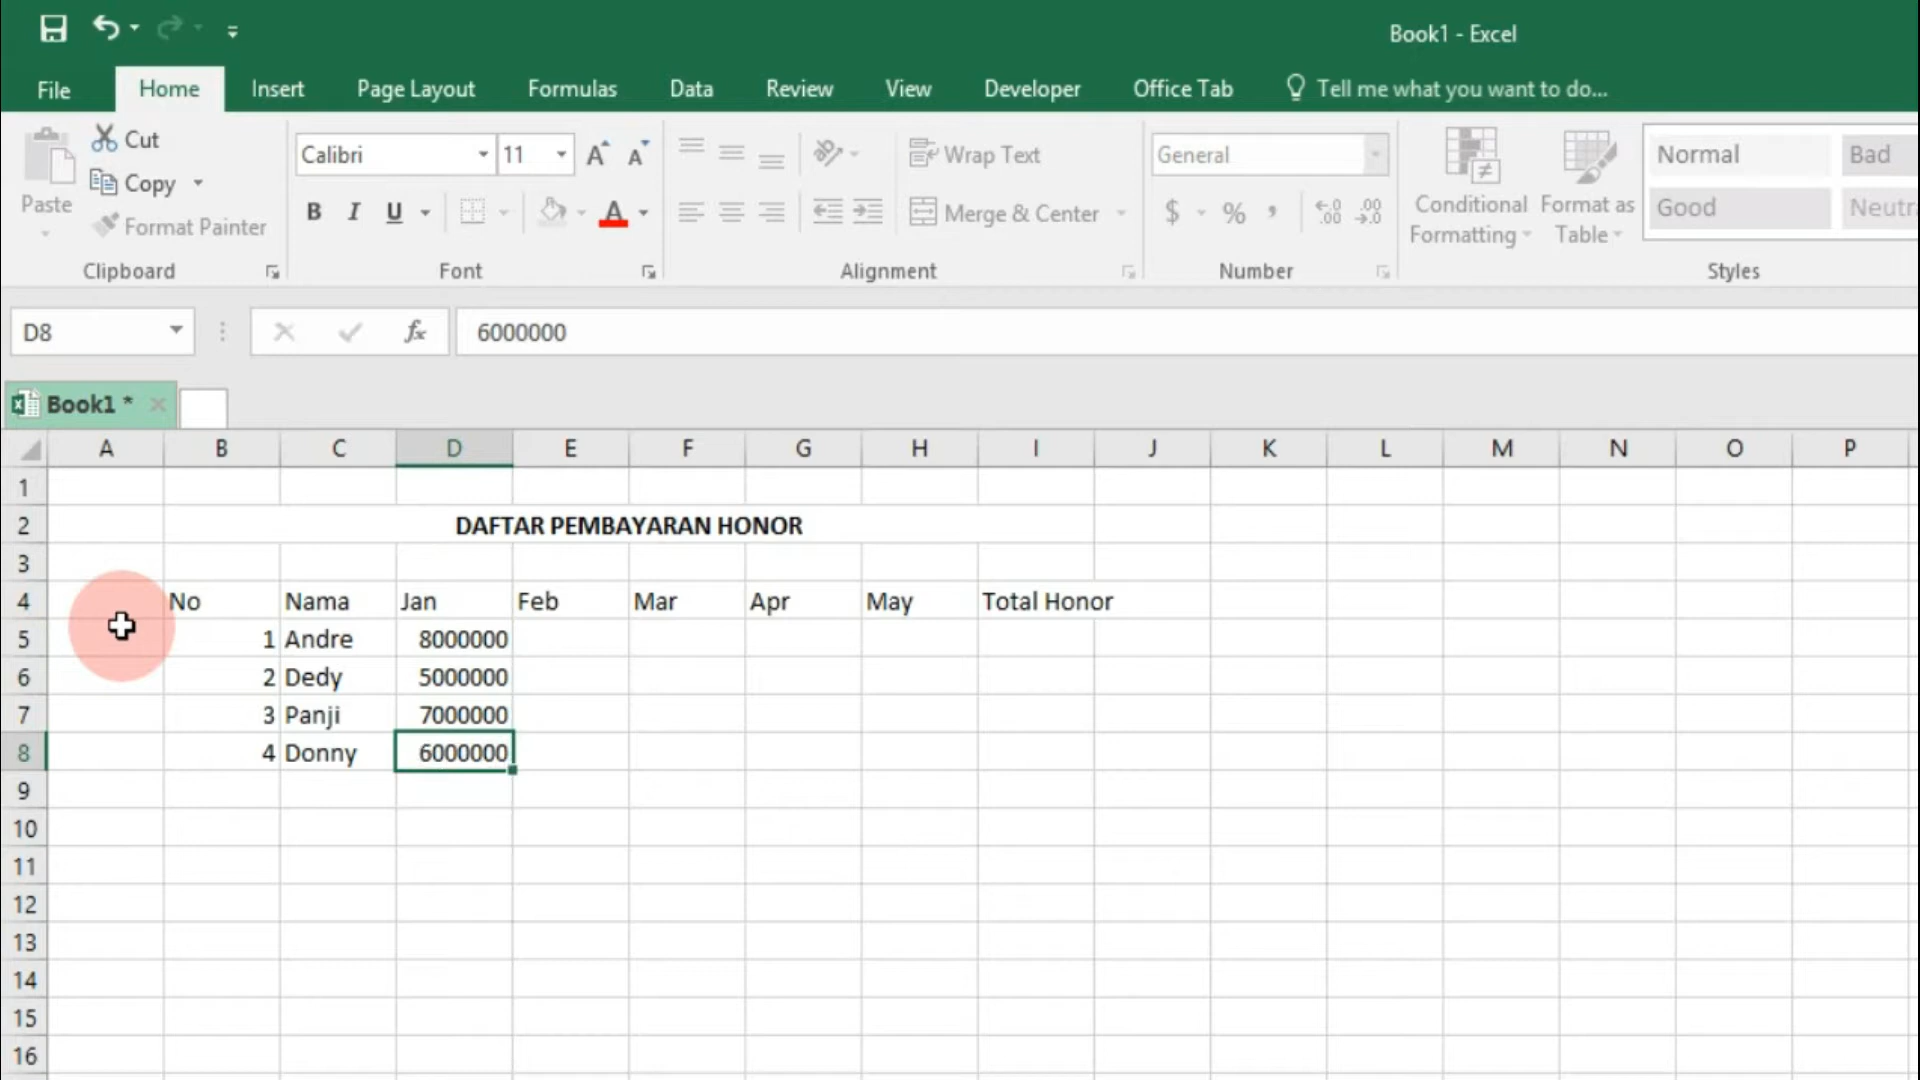 Book1 - Excel
File Home Insert Page Layout Formulas Data Review View Developer Office Tab Tell me what you want to do...
Paste Cut
Copy
Format Painter
Clipboard
Calibri 11
B I U A
Font
Wrap Text
Merge & Center
Alignment
General
$ % , .00 .00
Number
Conditional Formatting
Format as Table
Normal Bad
Good
Styles
D8 fx 6000000
Book1 *
A B C D E F G H I J K L M N O P
1
2 DAFTAR PEMBAYARAN HONOR
3
4 No Nama Jan Feb Mar Apr May Total Honor
5 1 Andre 8000000
6 2 Dedy 5000000
7 3 Panji 7000000
8 4 Donny 6000000
9
10
11
12
13
14
15
16